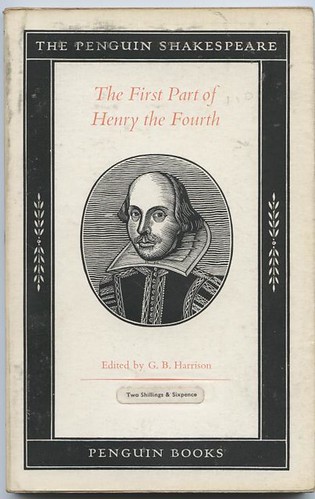 THE PENGUIN SHAKESPEARE
The First Part of
Henry the Fourth
Edited by G. B. Harrison
Two Shillings & Sixpence
PENGUIN BOOKS